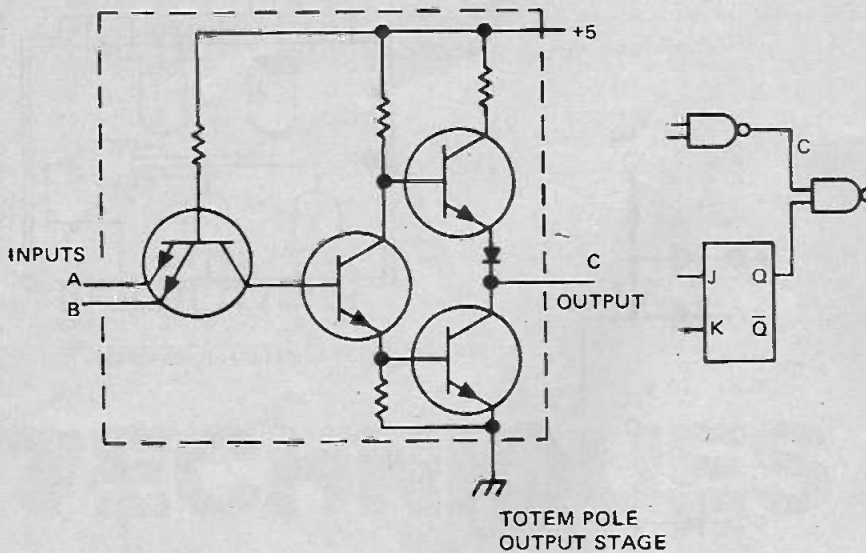 +5
C
INPUTS
A
B
C
OUTPUT
J Q
K Q̅
TOTEM POLE
OUTPUT STAGE